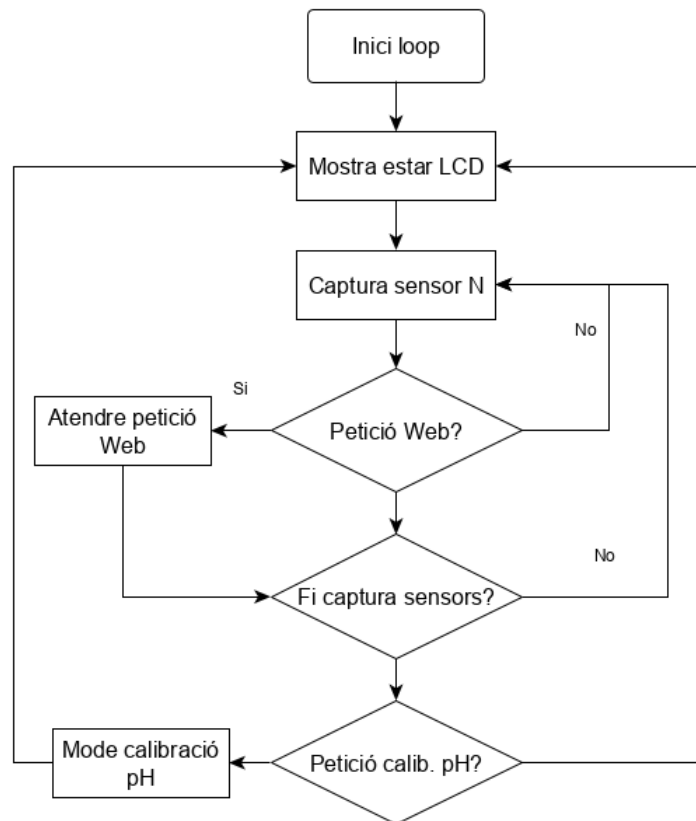 Inici loop
Mostra estar LCD
Captura sensor N
No
Si
Atendre petició
Web
Petició Web?
No
Fi captura sensors?
Mode calibració
pH
Petició calib. pH?